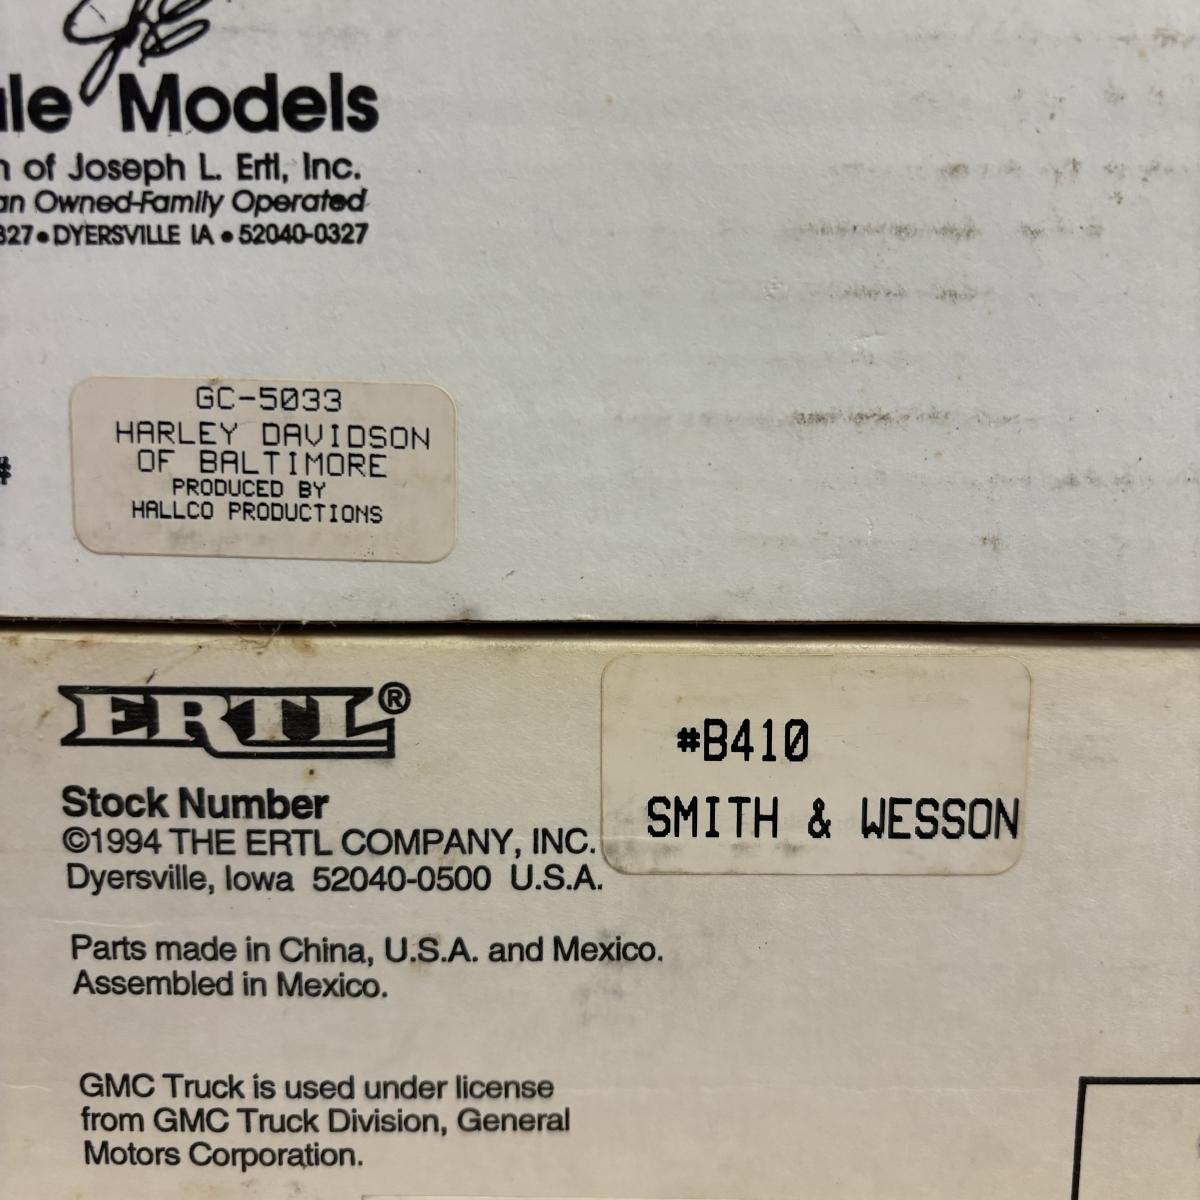 Models
of Joseph L. Ertl, Inc.
Owned-Family Operated
DYERSVILLE IA • 52040-0327
GC-5033
HARLEY DAVIDSON
OF BALTIMORE
PRODUCED BY
HALLCO PRODUCTIONS
#
ERTL®
#B410
SMITH & WESSON
Stock Number
©1994 THE ERTL COMPANY, INC.
Dyersville, Iowa 52040-0500 U.S.A.
Parts made in China, U.S.A. and Mexico.
Assembled in Mexico.
GMC Truck is used under license
from GMC Truck Division, General
Motors Corporation.